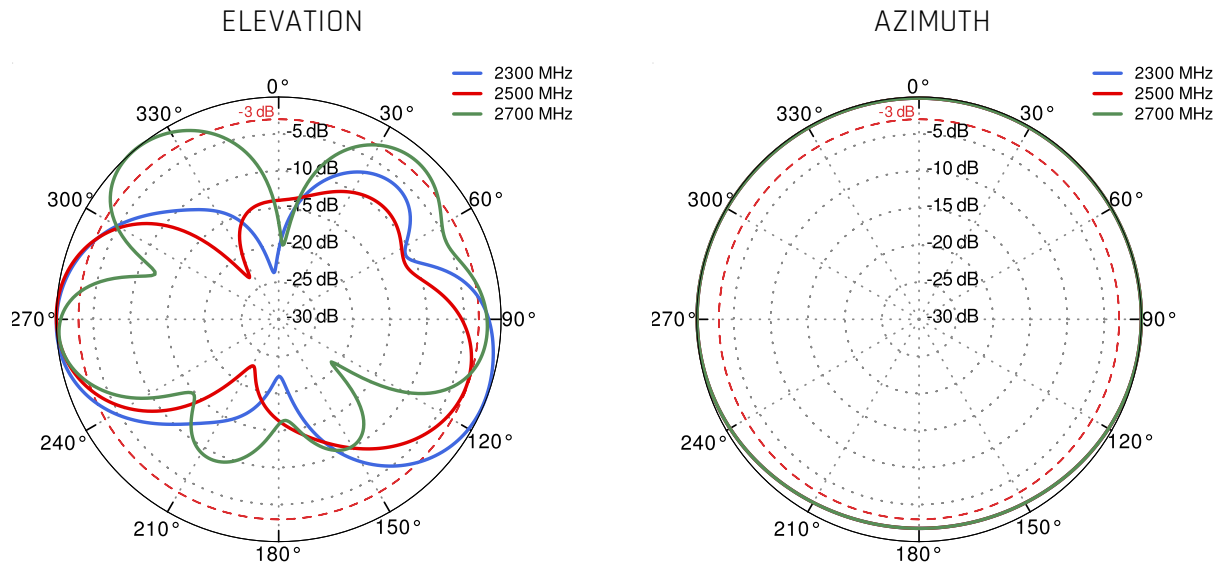 ELEVATION
2300 MHz
2500 MHz
2700 MHz
0°
30°
60°
90°
120°
150°
180°
210°
240°
270°
300°
330°
-3 dB
-5 dB
-10 dB
-15 dB
-20 dB
-25 dB
-30 dB
AZIMUTH
2300 MHz
2500 MHz
2700 MHz
0°
30°
60°
90°
120°
150°
180°
210°
240°
270°
300°
330°
-3 dB
-5 dB
-10 dB
-15 dB
-20 dB
-25 dB
-30 dB